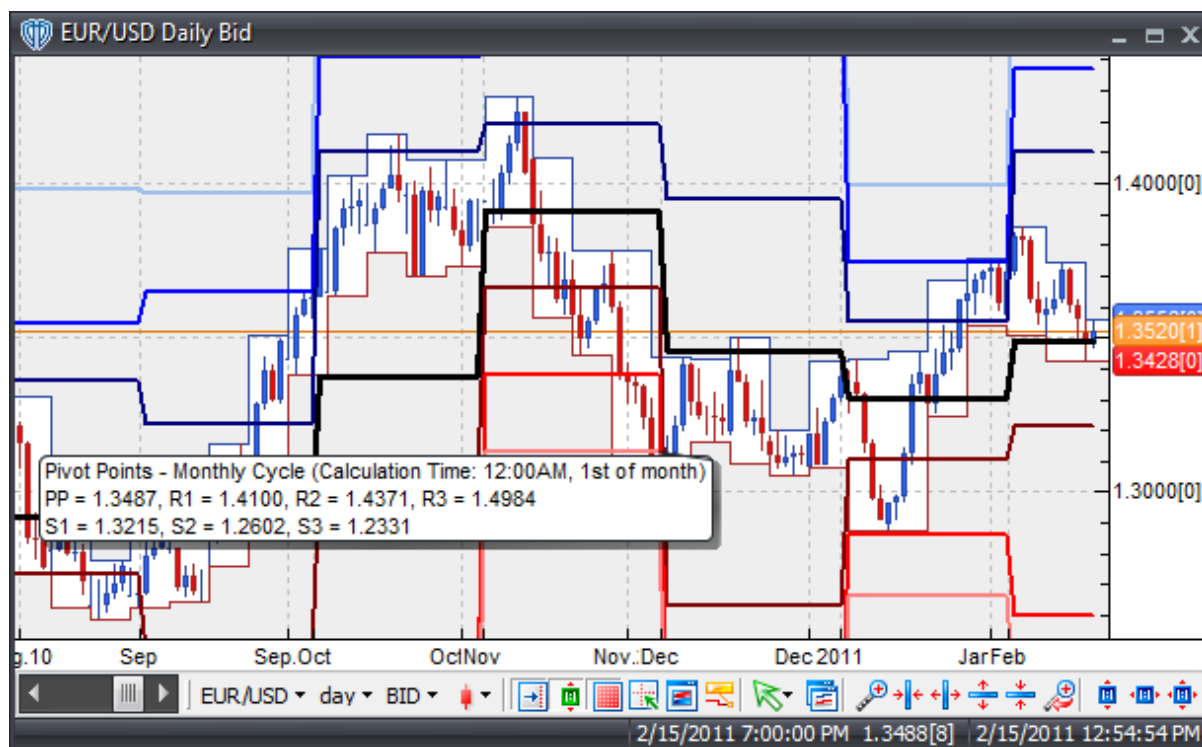 EUR/USD Daily Bid
1.4000[0]
1.3520[1]
1.3428[0]
Pivot Points - Monthly Cycle (Calculation Time: 12:00AM, 1st of month)
PP = 1.3487, R1 = 1.4100, R2 = 1.4371, R3 = 1.4984
S1 = 1.3215, S2 = 1.2602, S3 = 1.2331
1.3000[0]
g.10 Sep Sep.Oct OctNov Nov.:Dec Dec2011 JarFeb
EUR/USD day BID
2/15/2011 7:00:00 PM 1.3488[8] 2/15/2011 12:54:54 PM